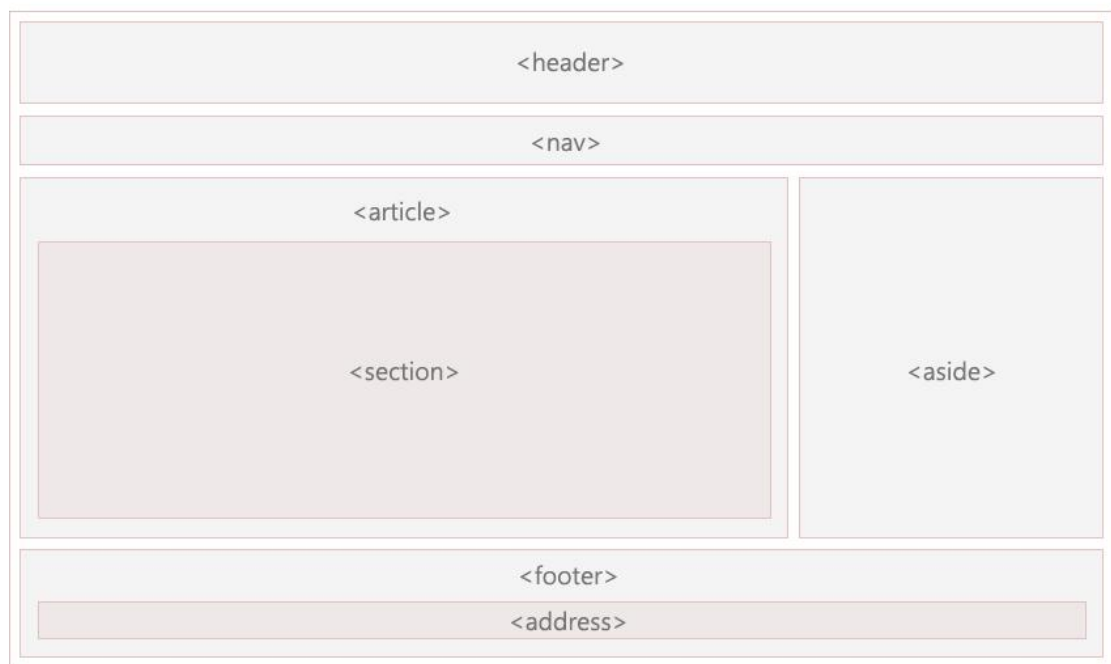 <header>
<nav>
<article>
<section>
<aside>
<footer>
<address>